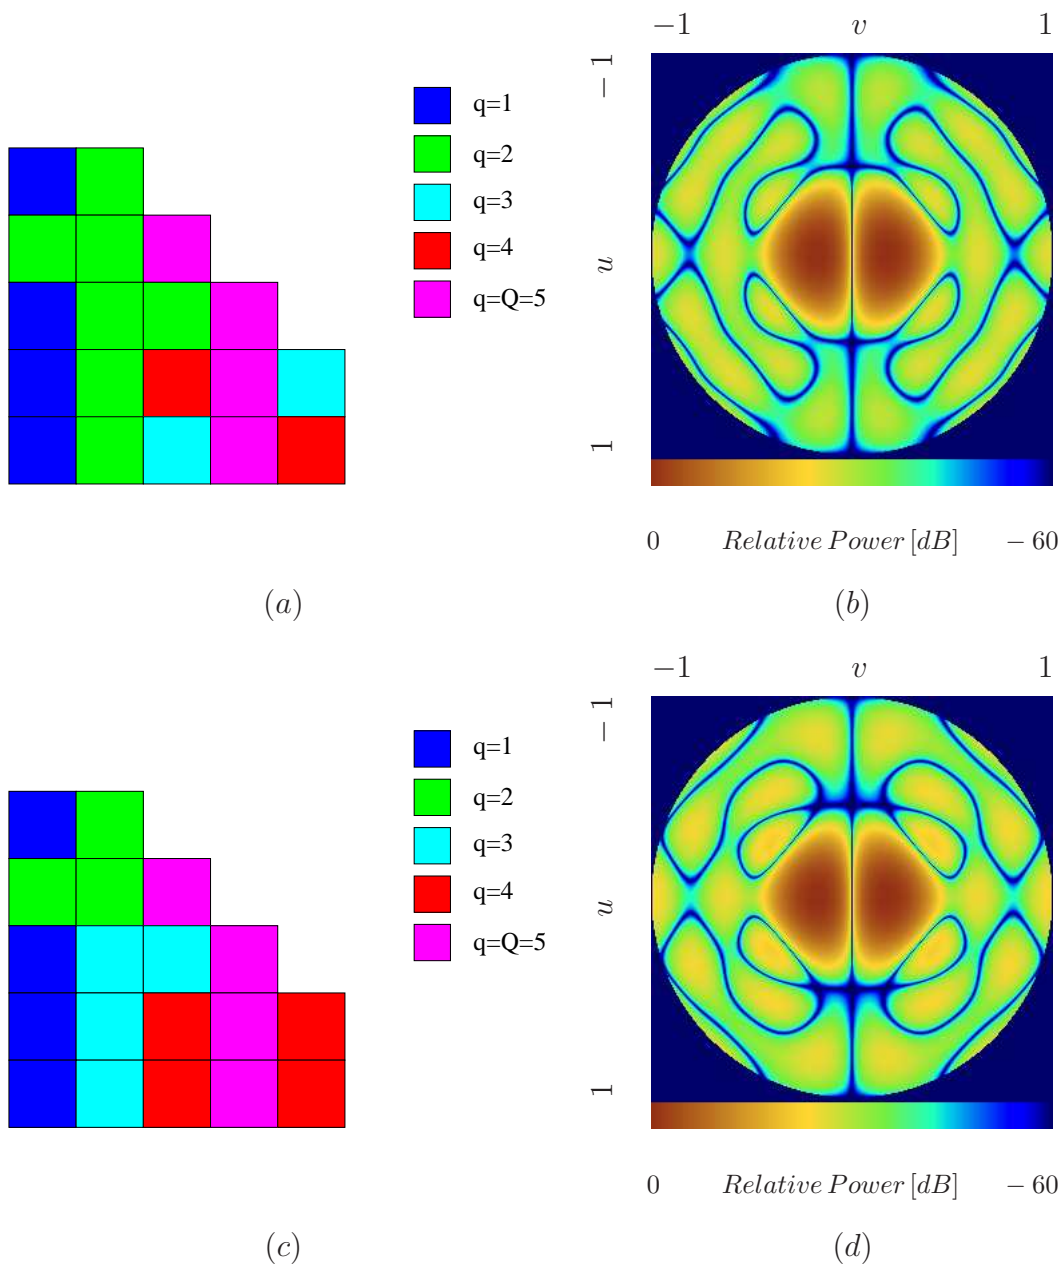 −1 v 1
q=1
q=2
q=3
q=4
q=Q=5
−1
u
1
0 Relative Power [dB] −60
(a) (b)
−1 v 1
q=1
q=2
q=3
q=4
q=Q=5
−1
u
1
0 Relative Power [dB] −60
(c) (d)